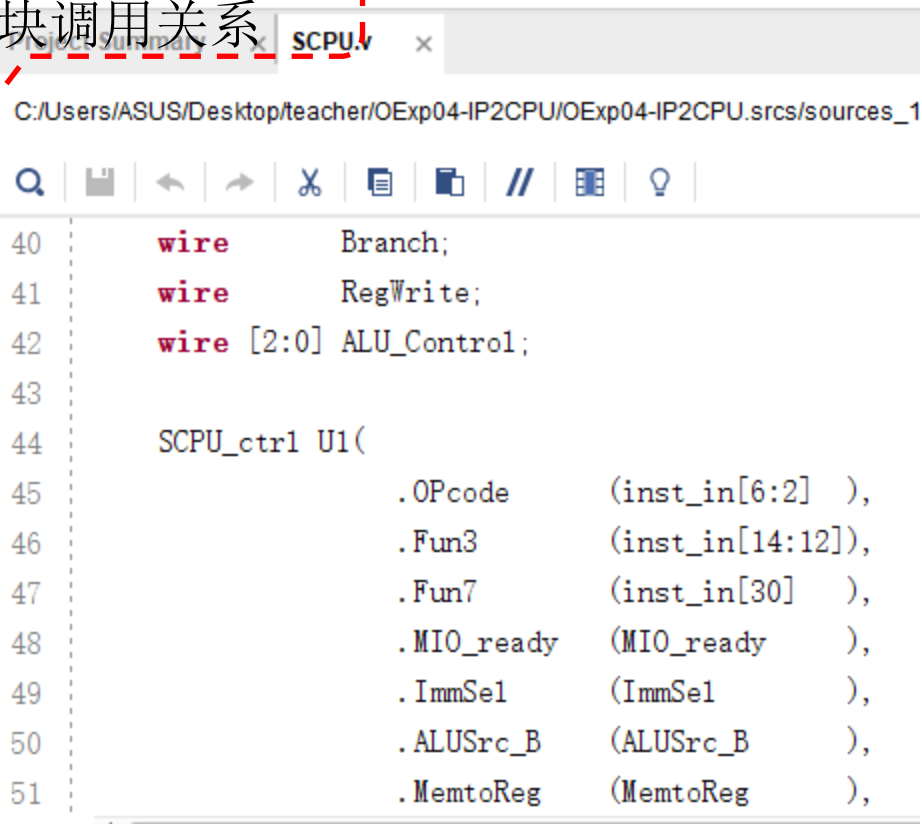 块调用关系
Project Summary × SCPU.v ×
C:/Users/ASUS/Desktop/teacher/OExp04-IP2CPU/OExp04-IP2CPU.srcs/sources_1
40 wire Branch;
41 wire RegWrite;
42 wire [2:0] ALU_Control;
43
44 SCPU_ctrl U1(
45 .OPcode (inst_in[6:2] ),
46 .Fun3 (inst_in[14:12]),
47 .Fun7 (inst_in[30] ),
48 .MIO_ready (MIO_ready ),
49 .ImmSel (ImmSel ),
50 .ALUSrc_B (ALUSrc_B ),
51 .MemtoReg (MemtoReg ),